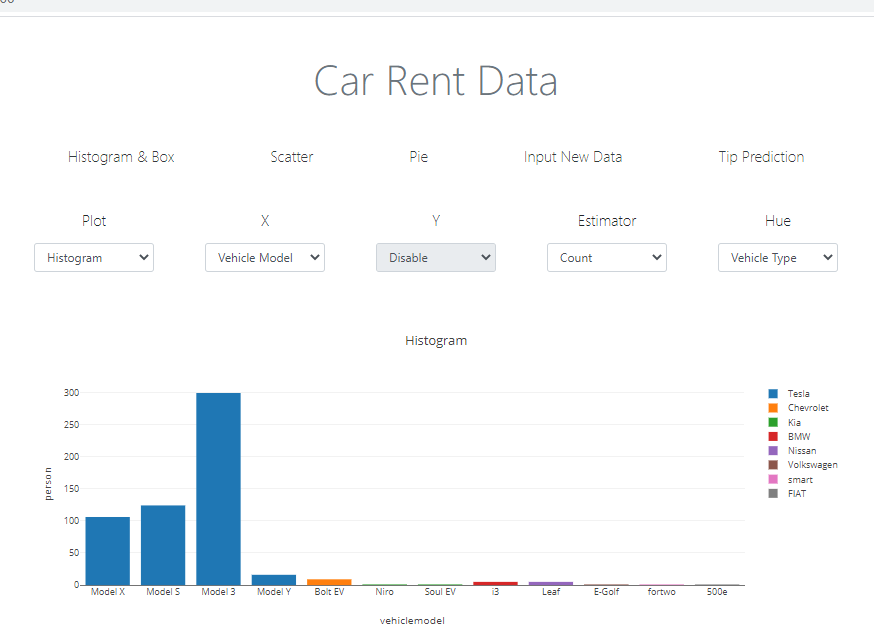 Car Rent Data
Histogram & Box Scatter Pie Input New Data Tip Prediction
Plot X Y Estimator Hue
Histogram Vehicle Model Disable Count Vehicle Type
Histogram
300
250
200
150
100
50
0
person
Tesla
Chevrolet
Kia
BMW
Nissan
Volkswagen
smart
FIAT
Model X Model S Model 3 Model Y Bolt EV Niro Soul EV i3 Leaf E-Golf fortwo 500e
vehiclemodel